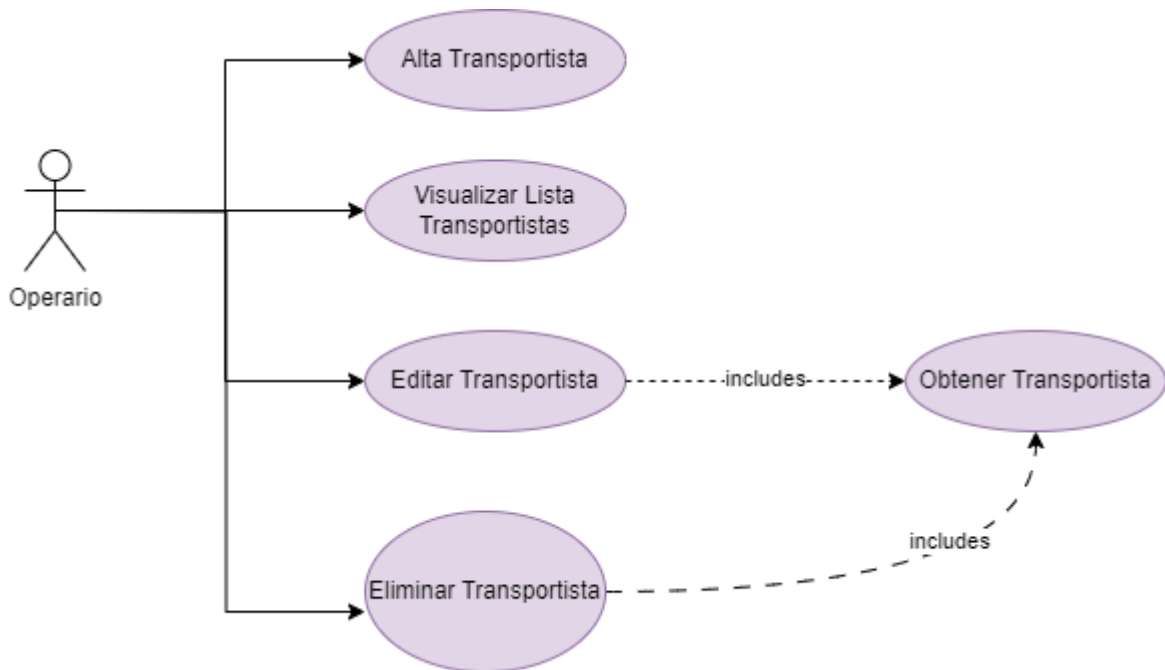 Alta Transportista
Visualizar Lista
Transportistas
Operario
Editar Transportista
includes
Obtener Transportista
includes
Eliminar Transportista